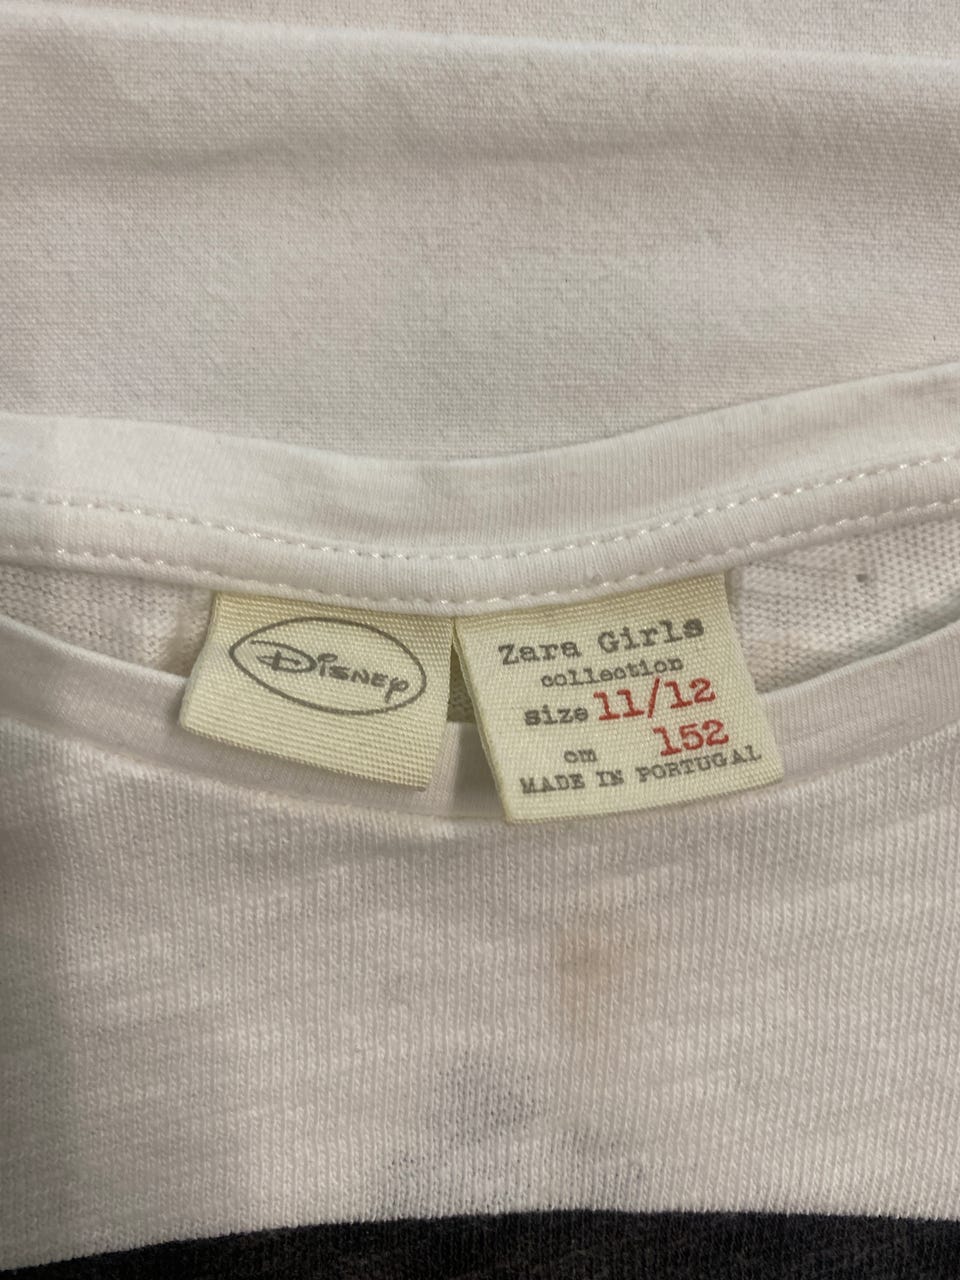 Disney
Zara Girls
collection
size 11/12
cm 152
MADE IN PORTUGAL